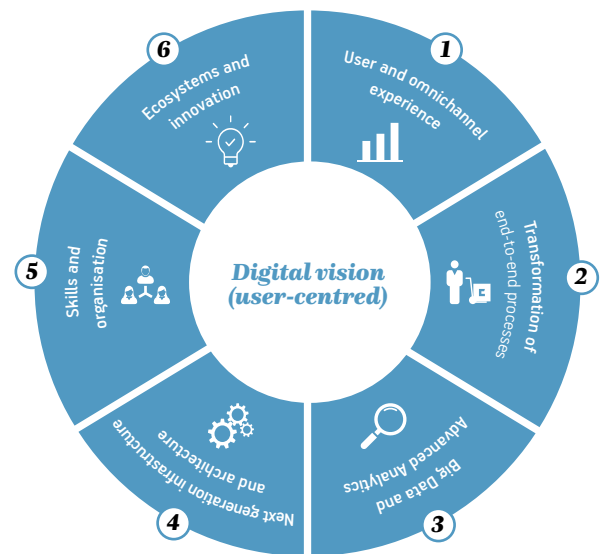 1
User and omnichannel
experience
2
Transformation of
end-to-end processes
3
Big Data and
Advanced Analytics
4
Next generation infrastructure
and architecture
5
Skills and
organisation
6
Ecosystems and
innovation
Digital vision
(user-centred)